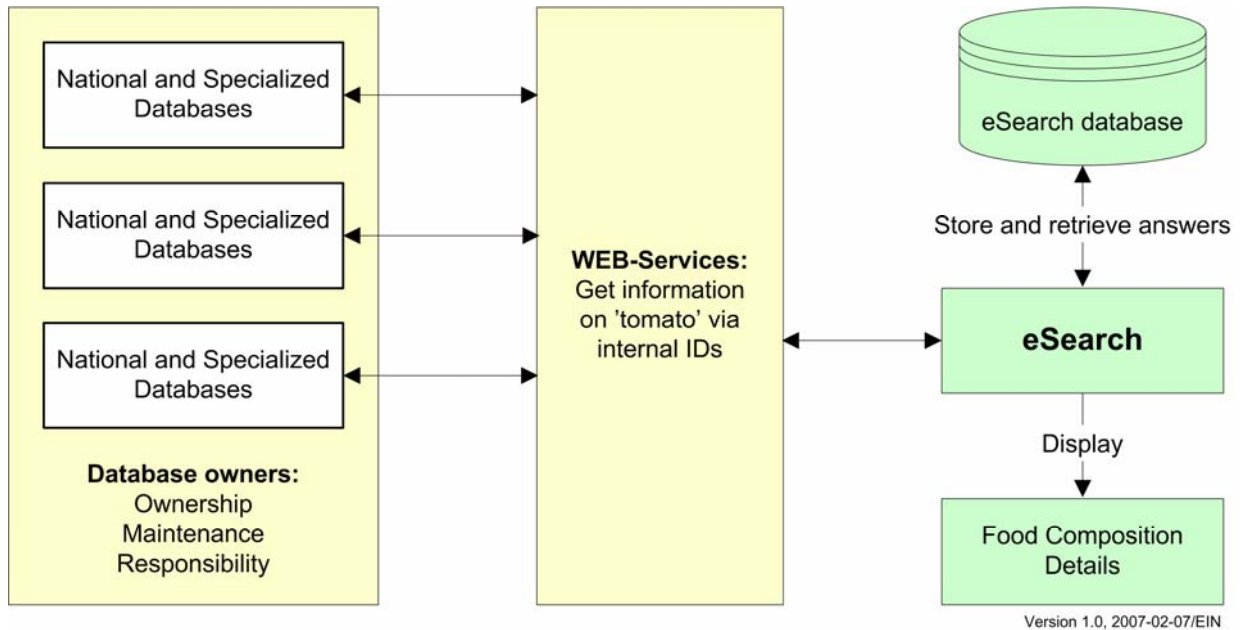 National and Specialized
Databases
National and Specialized
Databases
National and Specialized
Databases
Database owners:
Ownership
Maintenance
Responsibility
WEB-Services:
Get information
on 'tomato' via
internal IDs
eSearch database
Store and retrieve answers
eSearch
Display
Food Composition
Details
Version 1.0, 2007-02-07/EIN